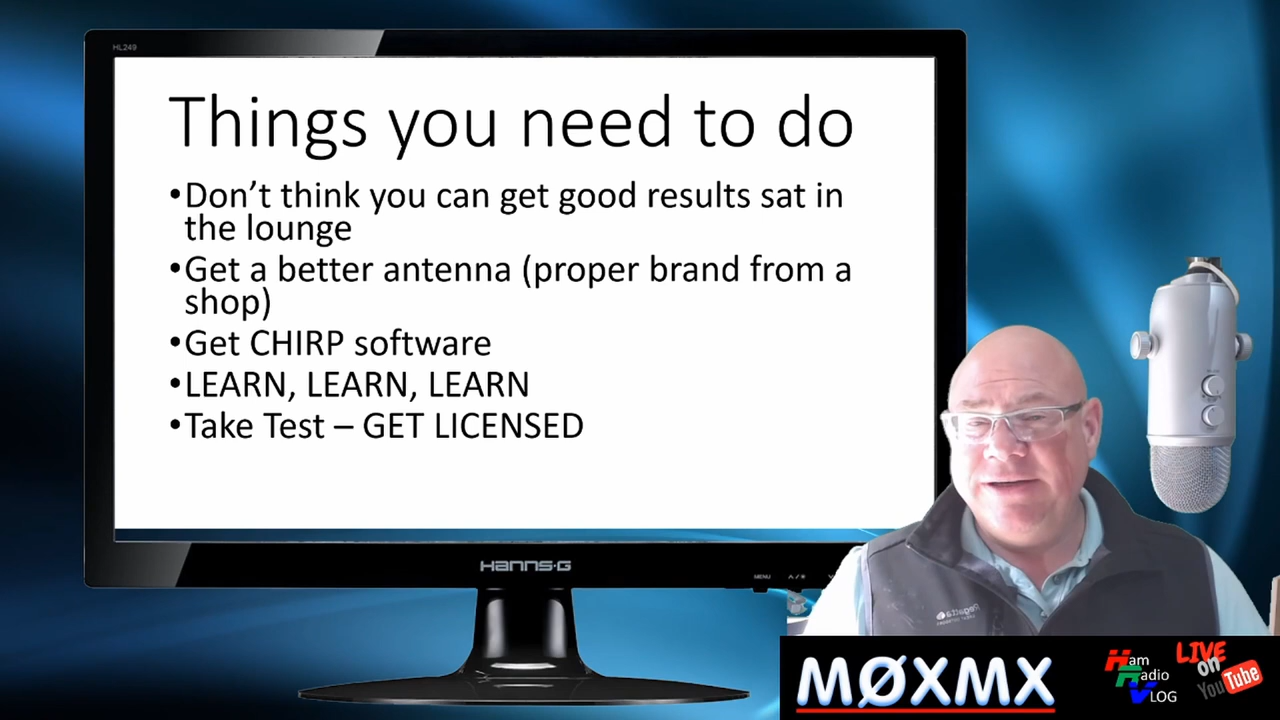 HL249
Things you need to do
•Don’t think you can get good results sat in
the lounge
•Get a better antenna (proper brand from a
shop)
•Get CHIRP software
•LEARN, LEARN, LEARN
•Take Test – GET LICENSED
HANNS·G
MENU
Regatta
MØXMX
Ham
Radio
VLOG
LIVE
on
YouTube